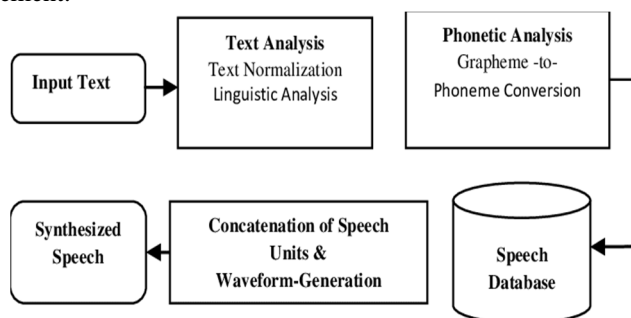 Input Text
Text Analysis
Text Normalization
Linguistic Analysis
Phonetic Analysis
Grapheme -to-
Phoneme Conversion
Synthesized
Speech
Concatenation of Speech
Units &
Waveform-Generation
Speech
Database